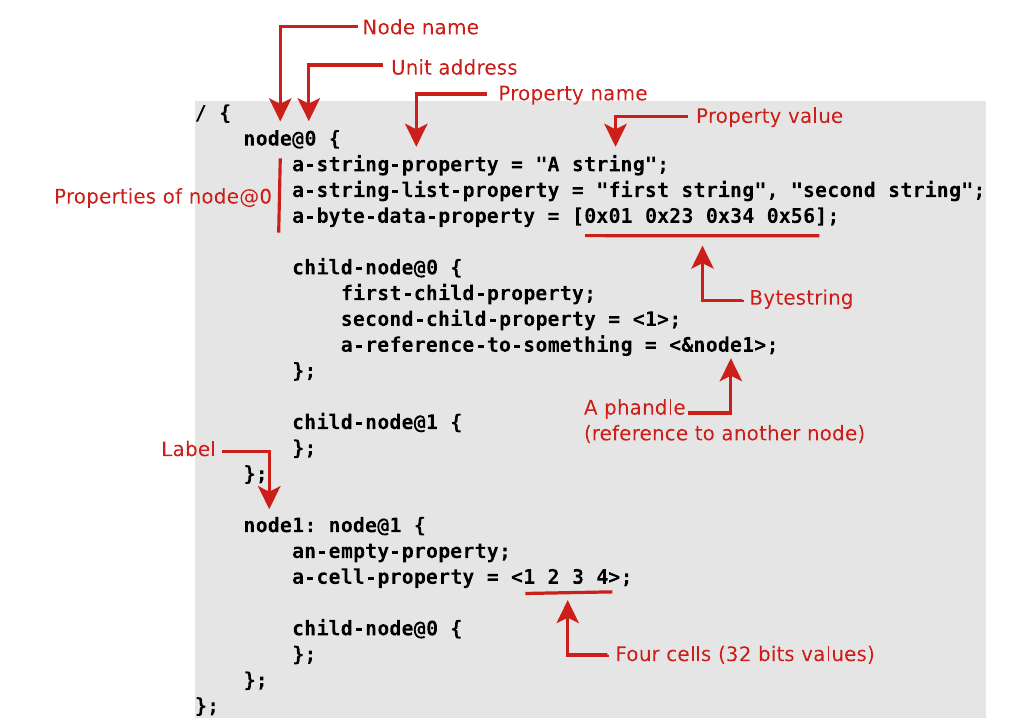 Node name
Unit address
Property name
/ {
Property value
node@0 {
a-string-property = "A string";
Properties of node@0
a-string-list-property = "first string", "second string";
a-byte-data-property = [0x01 0x23 0x34 0x56];
child-node@0 {
first-child-property;
Bytestring
second-child-property = <1>;
a-reference-to-something = <&node1>;
};
A phandle
(reference to another node)
child-node@1 {
Label
};
};
node1: node@1 {
an-empty-property;
a-cell-property = <1 2 3 4>;
child-node@0 {
};
Four cells (32 bits values)
};
};